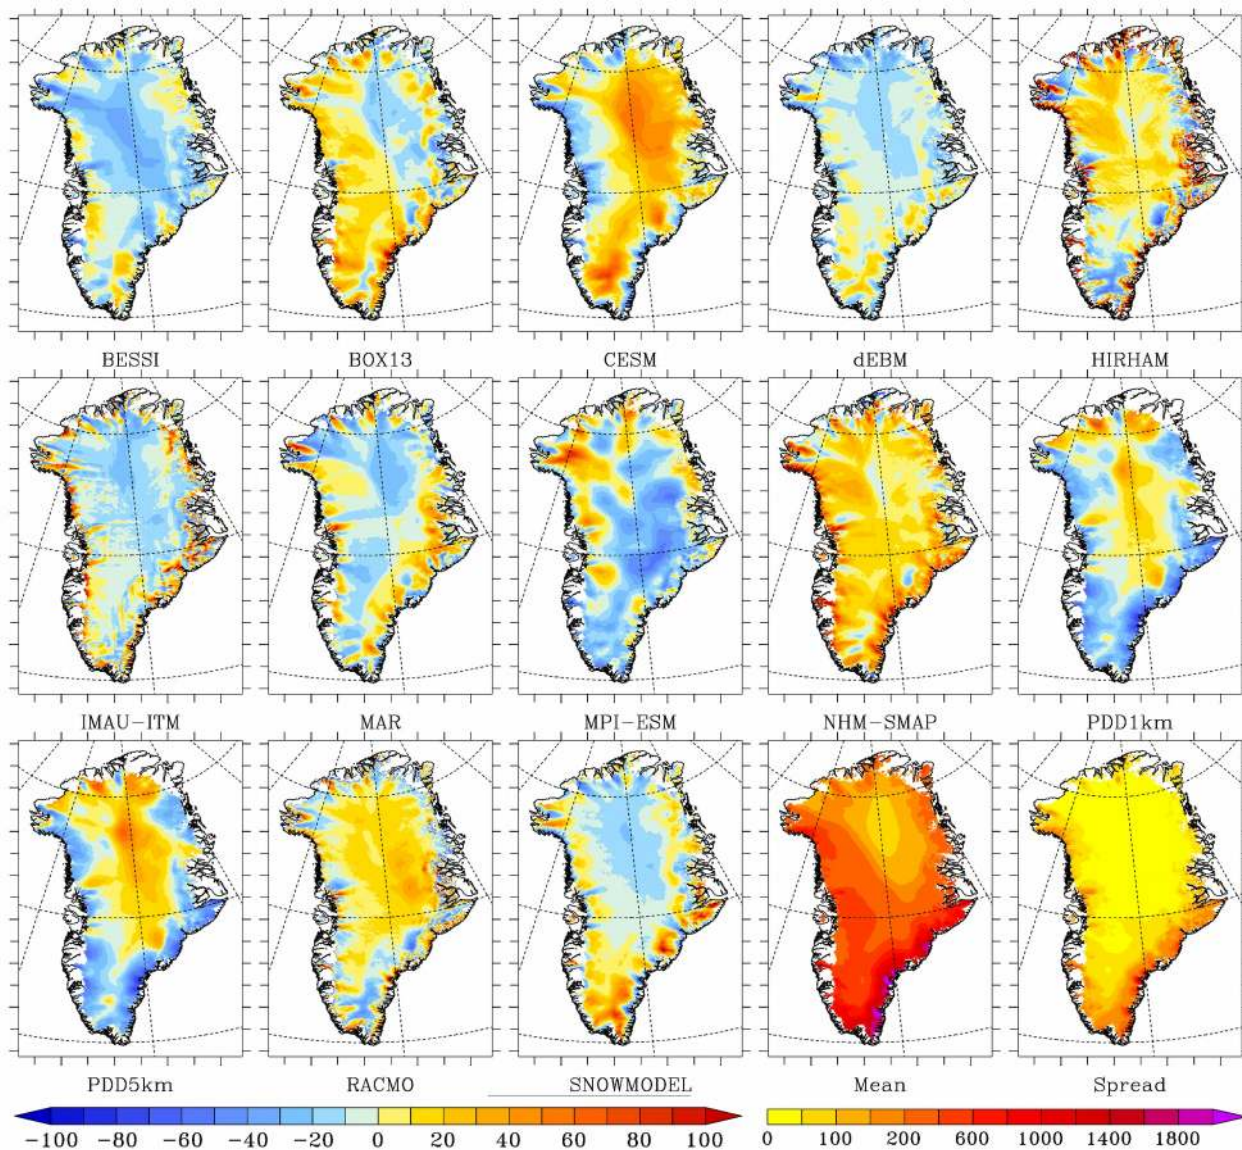 BESSI BOX13 CESM dEBM HIRHAM
IMAU-ITM MAR MPI-ESM NHM-SMAP PDD1km
PDD5km RACMO SNOWMODEL Mean Spread
-100 -80 -60 -40 -20 0 20 40 60 80 100 0 100 200 600 1000 1400 1800